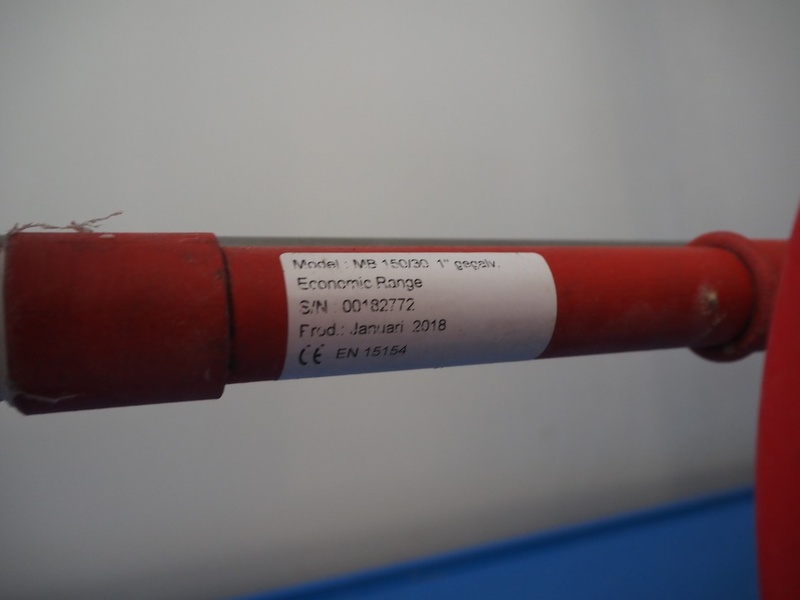 Model : MB 150/30 1" gegalv.
Economic Range
S/N 00182772
Prod.: Januari 2018
CE EN 15154